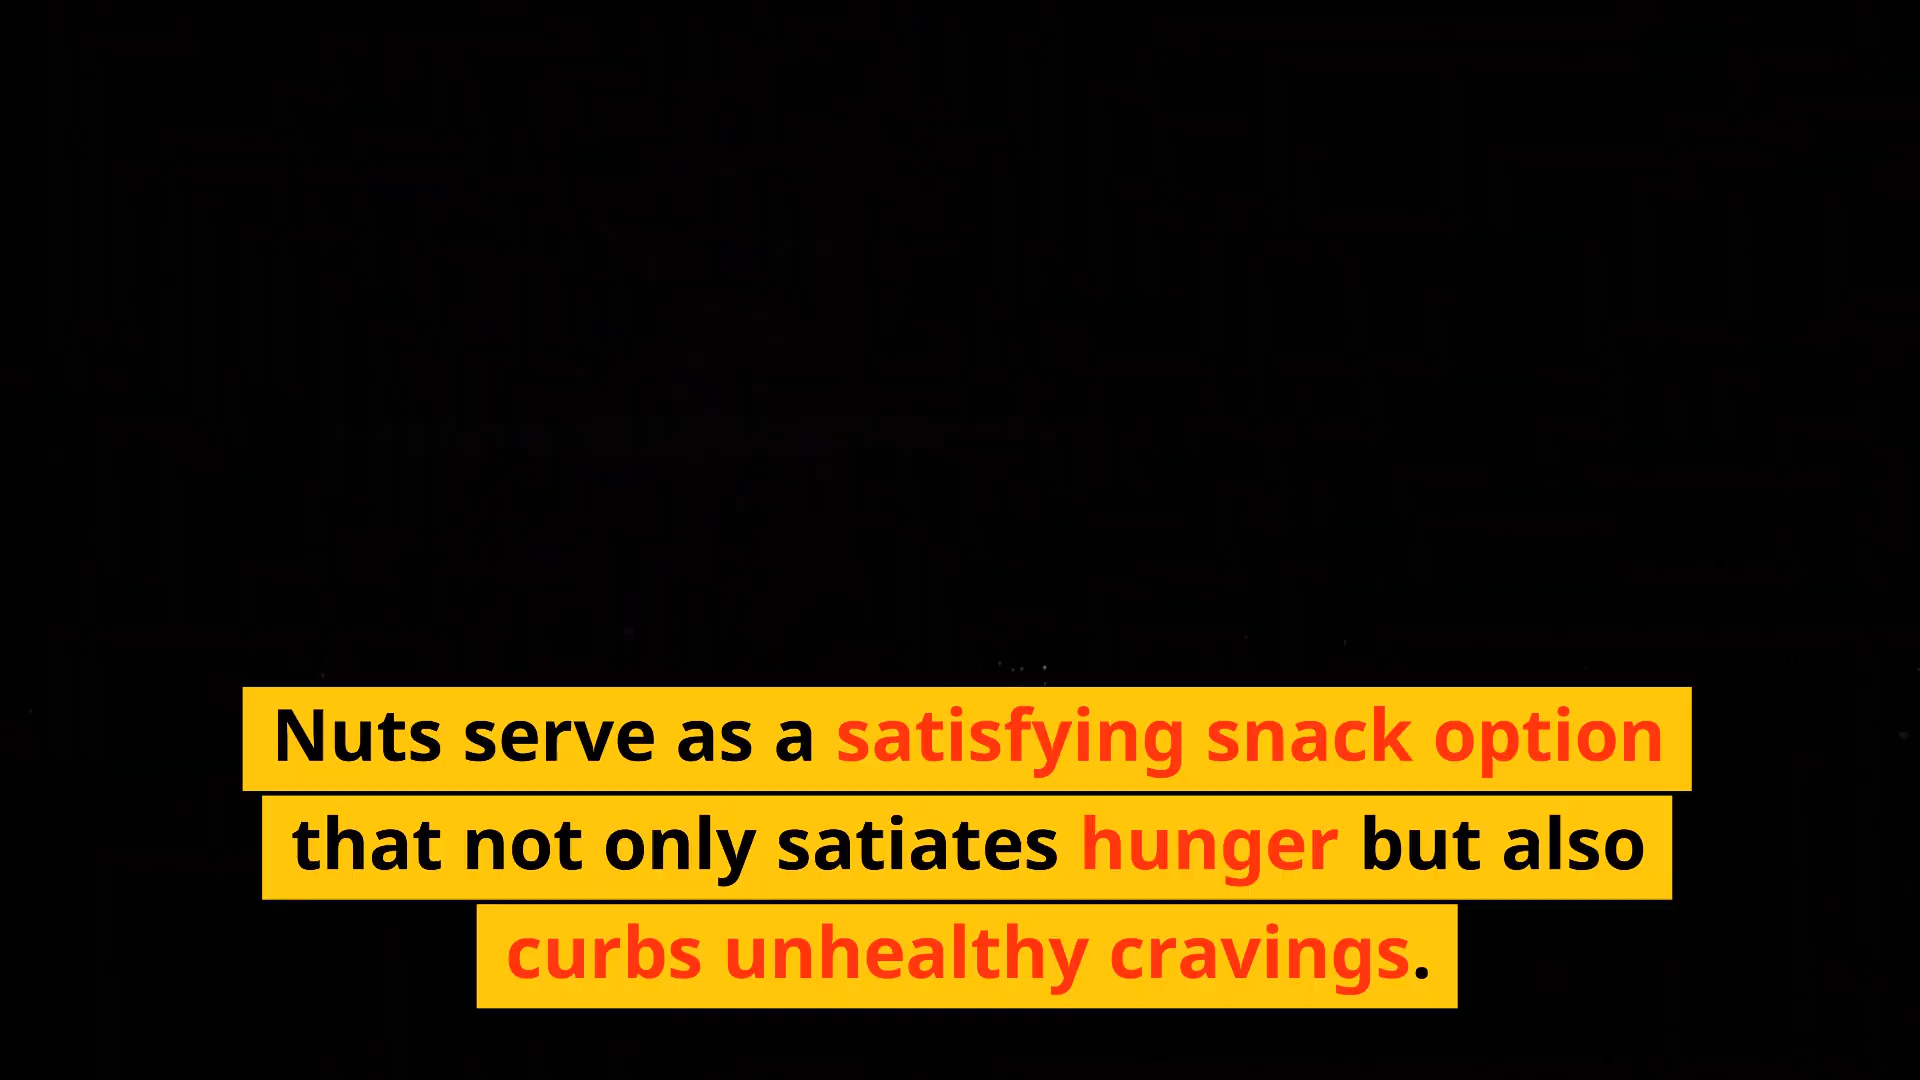 Nuts serve as a satisfying snack option
that not only satiates hunger but also
curbs unhealthy cravings.